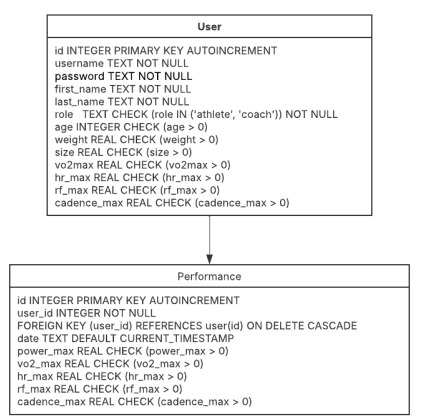 User
id INTEGER PRIMARY KEY AUTOINCREMENT
username TEXT NOT NULL
password TEXT NOT NULL
first_name TEXT NOT NULL
last_name TEXT NOT NULL
role TEXT CHECK (role IN ('athlete', 'coach')) NOT NULL
age INTEGER CHECK (age > 0)
weight REAL CHECK (weight > 0)
size REAL CHECK (size > 0)
vo2max REAL CHECK (vo2max > 0)
hr_max REAL CHECK (hr_max > 0)
rf_max REAL CHECK (rf_max > 0)
cadence_max REAL CHECK (cadence_max > 0)
Performance
id INTEGER PRIMARY KEY AUTOINCREMENT
user_id INTEGER NOT NULL
FOREIGN KEY (user_id) REFERENCES user(id) ON DELETE CASCADE
date TEXT DEFAULT CURRENT_TIMESTAMP
power_max REAL CHECK (power_max > 0)
vo2_max REAL CHECK (vo2_max > 0)
hr_max REAL CHECK (hr_max > 0)
rf_max REAL CHECK (rf_max > 0)
cadence_max REAL CHECK (cadence_max > 0)